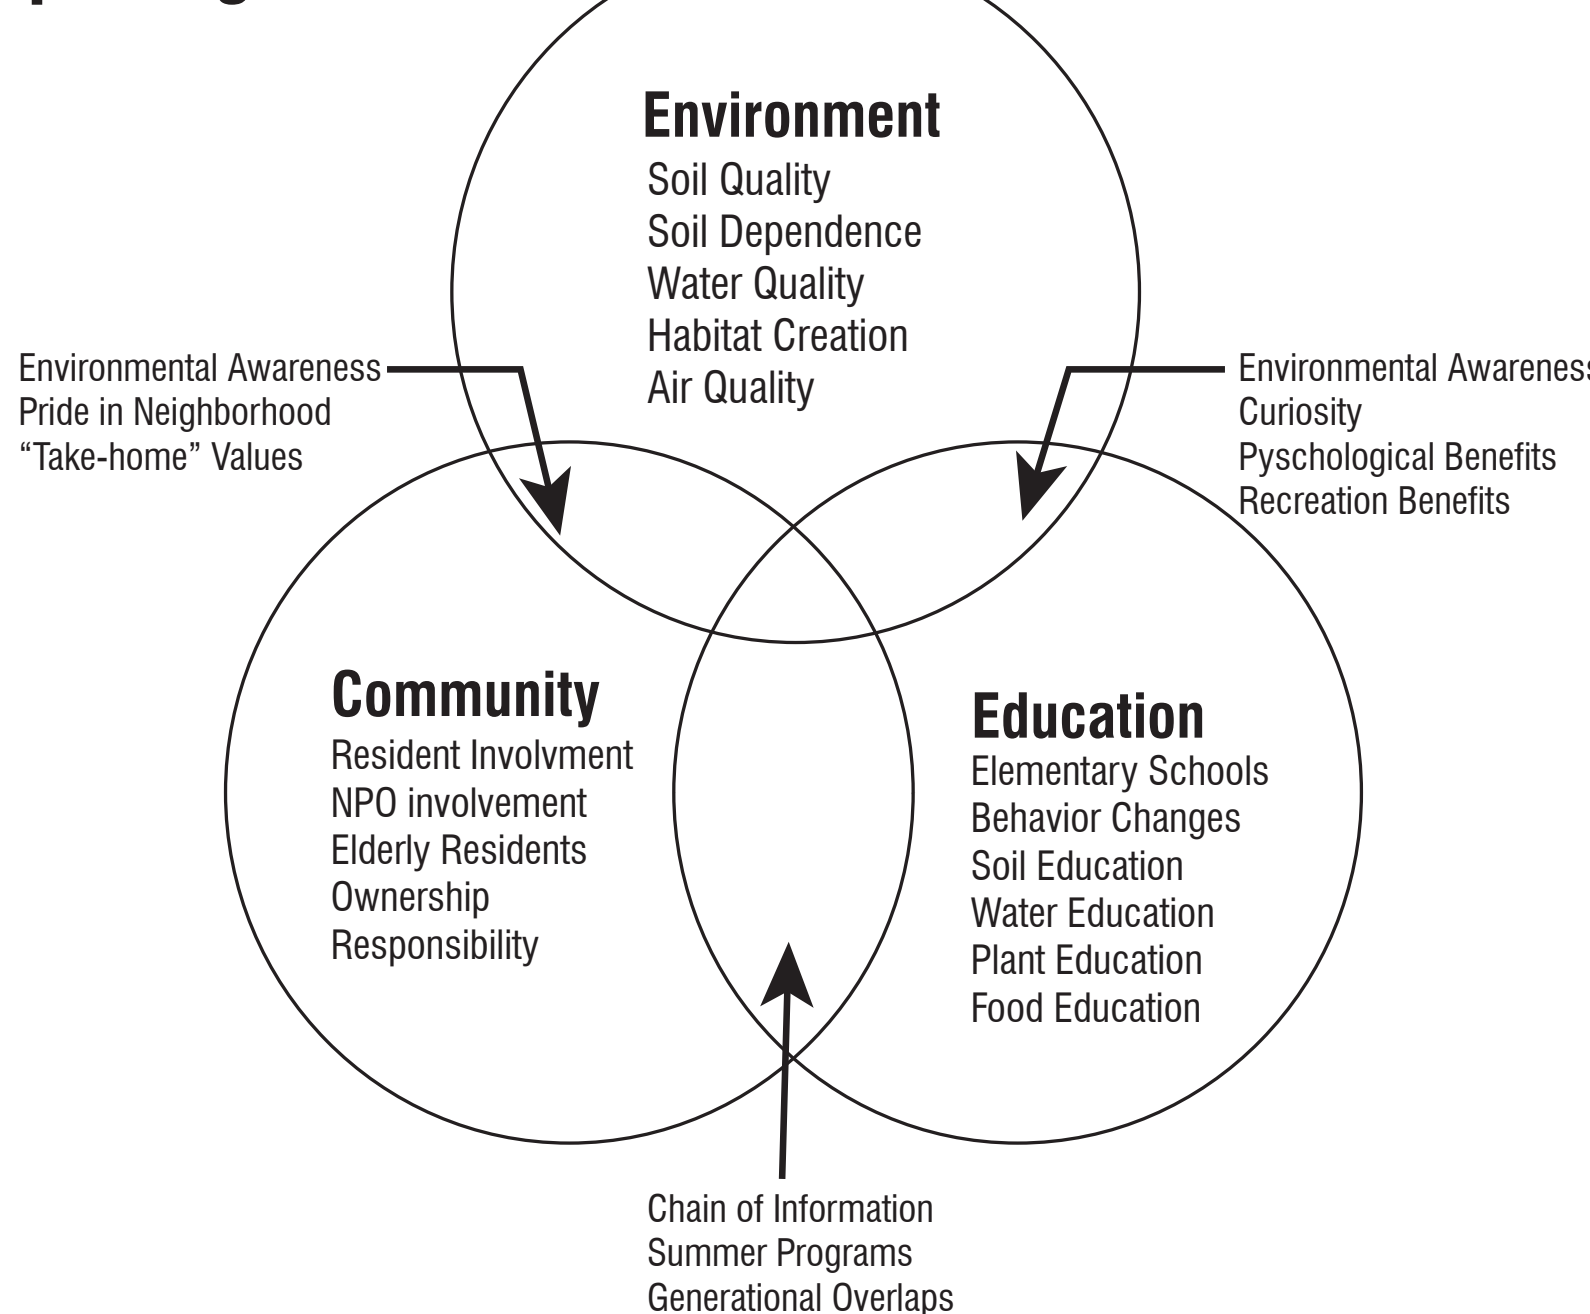 Environment
Soil Quality
Soil Dependence
Water Quality
Habitat Creation
Air Quality
Environmental Awareness
Pride in Neighborhood
“Take-home” Values
Environmental Awareness
Curiosity
Pyschological Benefits
Recreation Benefits
Community
Resident Involvment
NPO involvement
Elderly Residents
Ownership
Responsibility
Education
Elementary Schools
Behavior Changes
Soil Education
Water Education
Plant Education
Food Education
Chain of Information
Summer Programs
Generational Overlaps